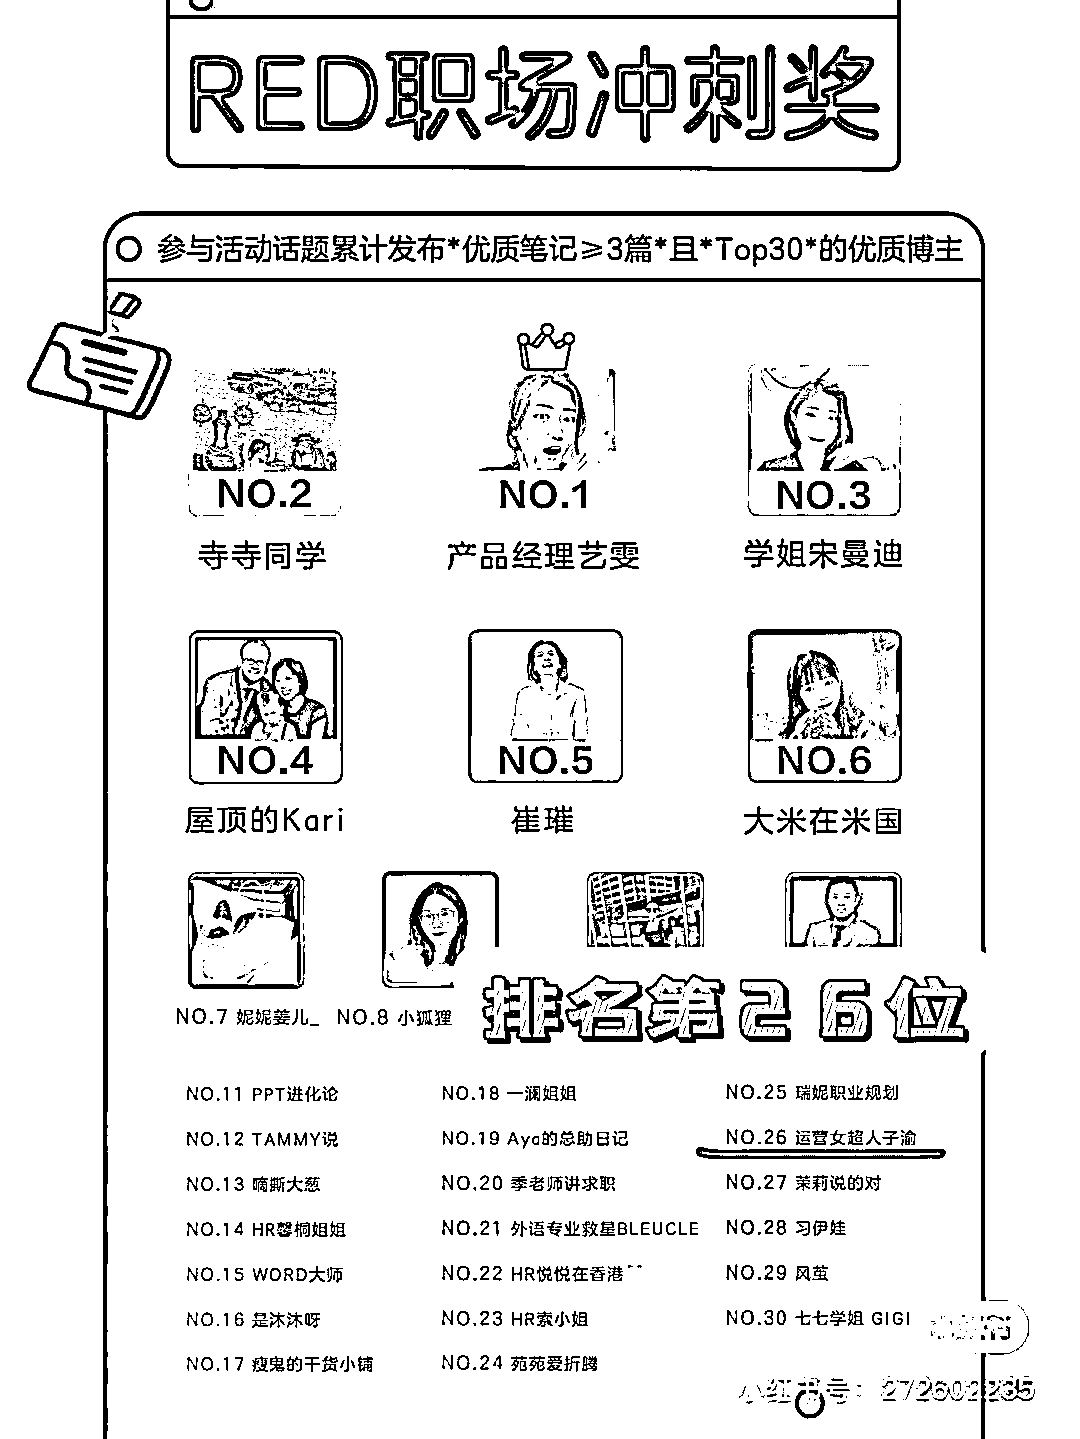 RED职场冲刺奖
参与活动话题累计发布*优质笔记≥3篇*且*Top30*的优质博主
NO.2
NO.1
NO.3
寺寺同学
产品经理艺雯
学姐宋曼迪
NO.4
NO.5
NO.6
屋顶的Kari
崔璀
大米在米国
NO.7 妮妮姜儿_
NO.8 小狐狸
排名第26位
NO.11 PPT进化论
NO.18 一澜姐姐
NO.25 瑞妮职业规划
NO.12 TAMMY说
NO.19 Aya的总助日记
NO.26 运营女超人子渝
NO.13 嘀嘶大葱
NO.20 季老师讲求职
NO.27 茉莉说的对
NO.14 HR馨桐姐姐
NO.21 外语专业救星BLEUCLE
NO.28 习伊娃
NO.15 WORD大师
NO.22 HR悦悦在香港
NO.29 风茧
NO.16 是沐沐呀
NO.23 HR索小姐
NO.30 七七学姐 GIGI
NO.17 瘦鬼的干货小铺
NO.24 苑苑爱折腾
小红书号: 272602235